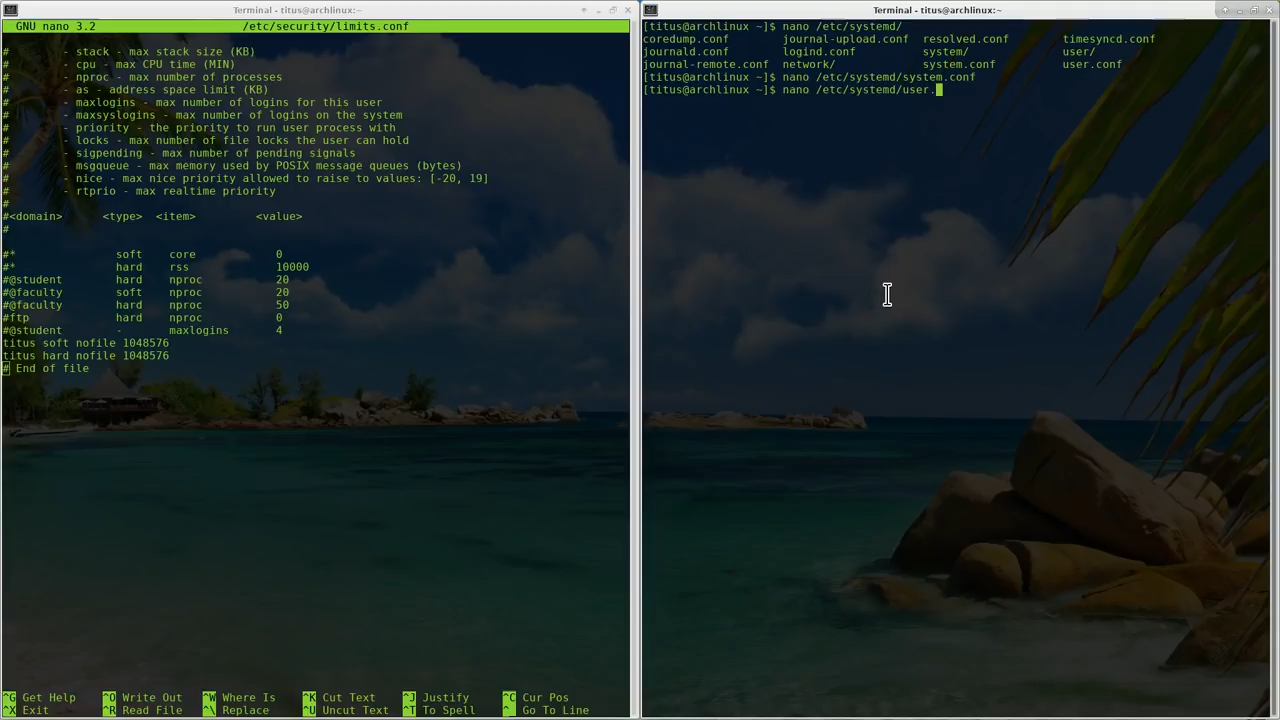 Terminal - titus@archlinux:~
GNU nano 3.2 /etc/security/limits.conf
# - stack - max stack size (KB)
# - cpu - max CPU time (MIN)
# - nproc - max number of processes
# - as - address space limit (KB)
# - maxlogins - max number of logins for this user
# - maxsyslogins - max number of logins on the system
# - priority - the priority to run user process with
# - locks - max number of file locks the user can hold
# - sigpending - max number of pending signals
# - msgqueue - max memory used by POSIX message queues (bytes)
# - nice - max nice priority allowed to raise to values: [-20, 19]
# - rtprio - max realtime priority
#
#<domain> <type> <item> <value>
#
#* soft core 0
#* hard rss 10000
#@student hard nproc 20
#@faculty soft nproc 20
#@faculty hard nproc 50
#ftp hard nproc 0
#@student - maxlogins 4
titus soft nofile 1048576
titus hard nofile 1048576
# End of file
^G Get Help ^O Write Out ^W Where Is ^K Cut Text ^J Justify ^C Cur Pos
^X Exit ^R Read File ^\ Replace ^U Uncut Text ^T To Spell ^_ Go To Line
Terminal - titus@archlinux:~
[titus@archlinux ~]$ nano /etc/systemd/
coredump.conf journal-upload.conf resolved.conf timesyncd.conf
journald.conf logind.conf system/ user/
journal-remote.conf network/ system.conf user.conf
[titus@archlinux ~]$ nano /etc/systemd/system.conf
[titus@archlinux ~]$ nano /etc/systemd/user.